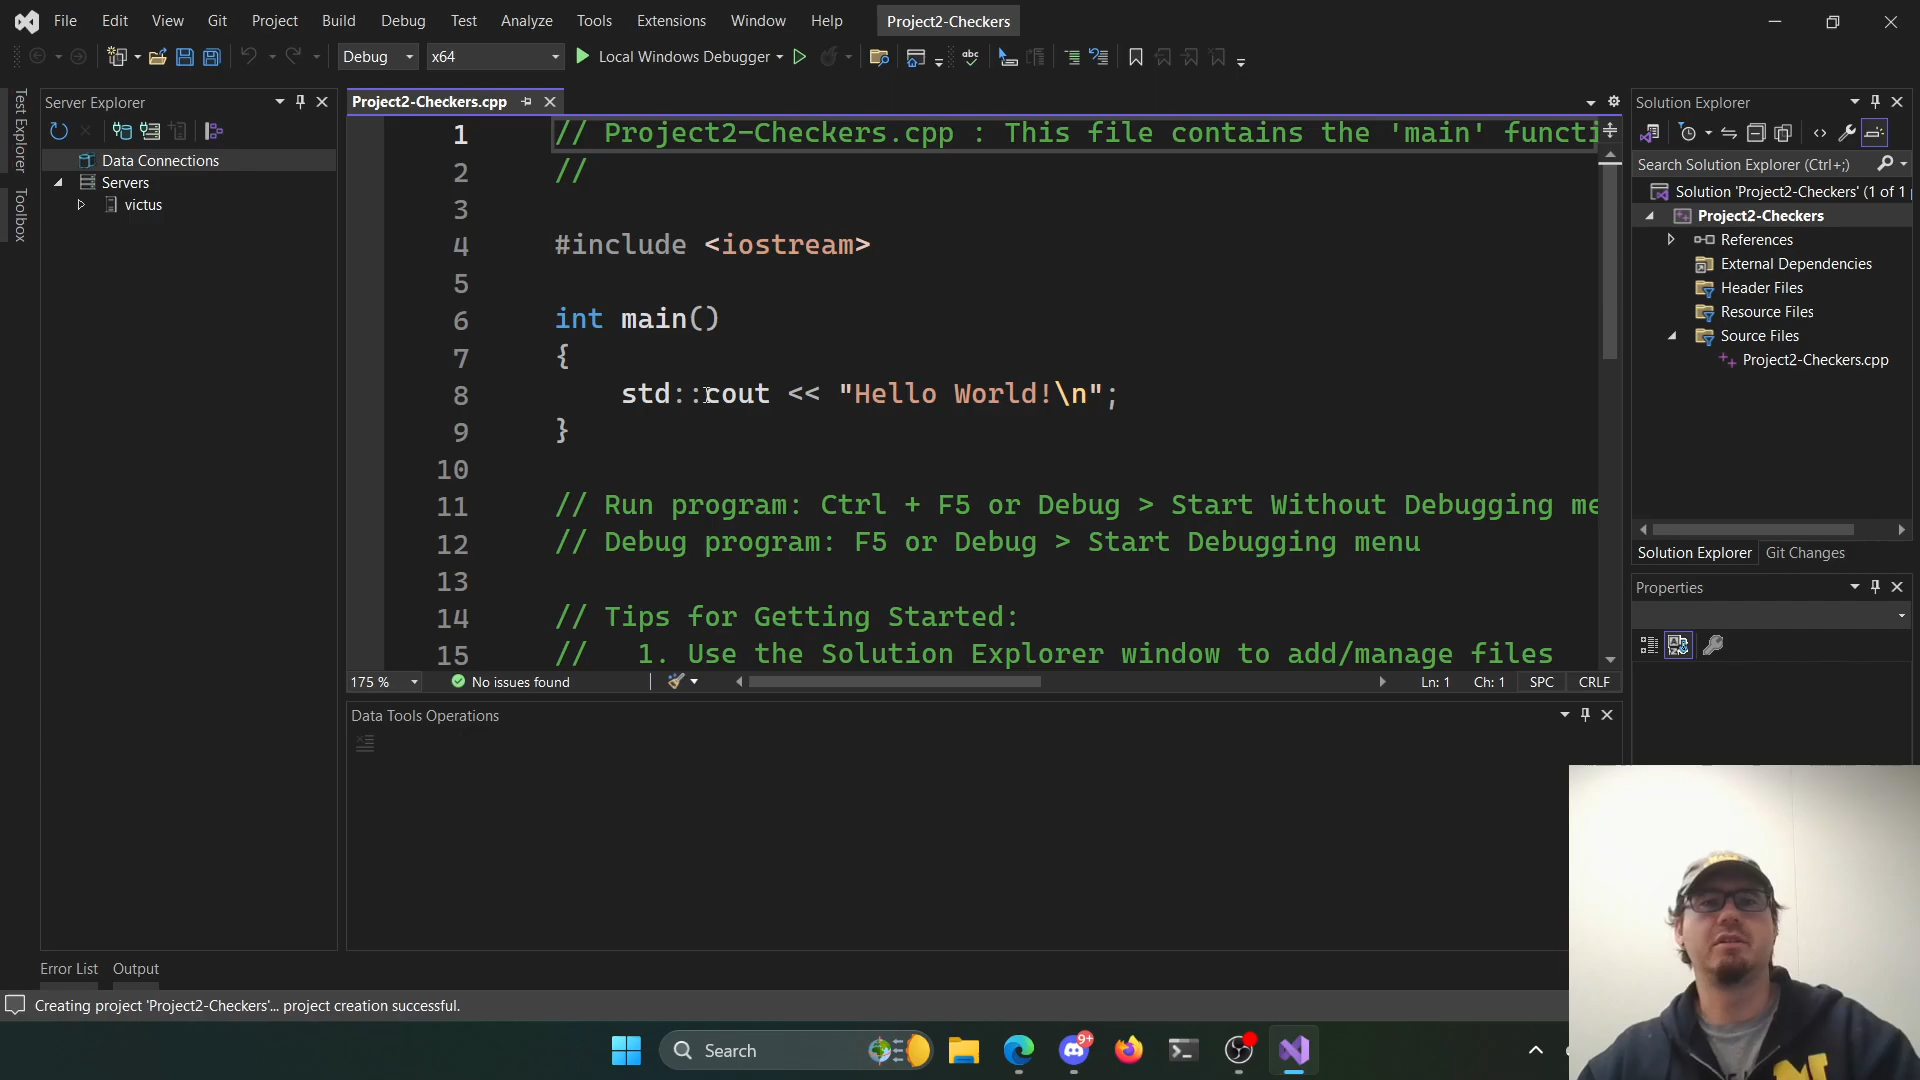 File Edit View Git Project Build Debug Test Analyze Tools Extensions Window Help Project2-Checkers
Debug x64 Local Windows Debugger
Test Explorer
Toolbox
Server Explorer
Data Connections
Servers
victus
Project2-Checkers.cpp
1 // Project2-Checkers.cpp : This file contains the 'main' functi
2 //
3
4 #include <iostream>
5
6 int main()
7 {
8 std::cout << "Hello World!\n";
9 }
10
11 // Run program: Ctrl + F5 or Debug > Start Without Debugging me
12 // Debug program: F5 or Debug > Start Debugging menu
13
14 // Tips for Getting Started:
15 // 1. Use the Solution Explorer window to add/manage files
175 % No issues found Ln: 1 Ch: 1 SPC CRLF
Data Tools Operations
Error List Output
Solution Explorer
Search Solution Explorer (Ctrl+;)
Solution 'Project2-Checkers' (1 of 1
Project2-Checkers
References
External Dependencies
Header Files
Resource Files
Source Files
Project2-Checkers.cpp
Solution Explorer Git Changes
Properties
Creating project 'Project2-Checkers'... project creation successful.
Search
9+